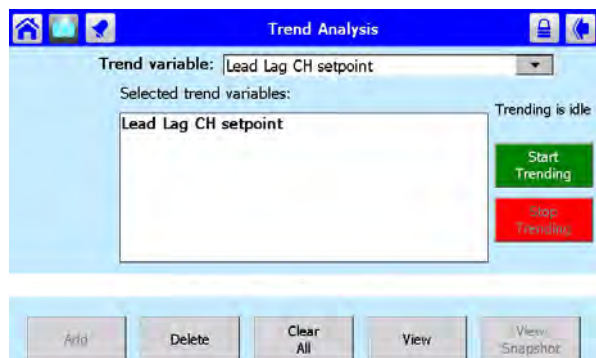 Trend Analysis
Trend variable: Lead Lag CH setpoint
Selected trend variables:
Lead Lag CH setpoint
Trending is idle
Start
Trending
Stop
Trending
Add
Delete
Clear
All
View
View
Snapshot